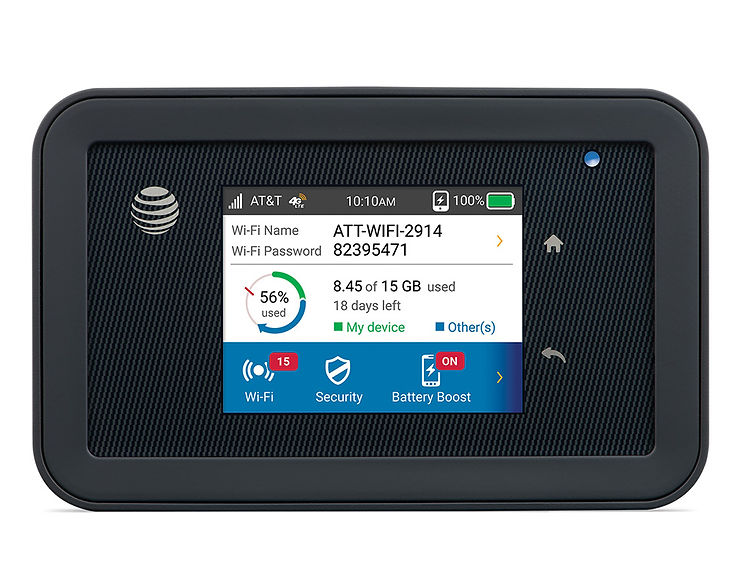 AT&T 4G LTE 10:10AM 100%
Wi-Fi Name ATT-WIFI-2914
Wi-Fi Password 82395471
56% used
8.45 of 15 GB used
18 days left
My device Other(s)
15 ON
Wi-Fi Security Battery Boost